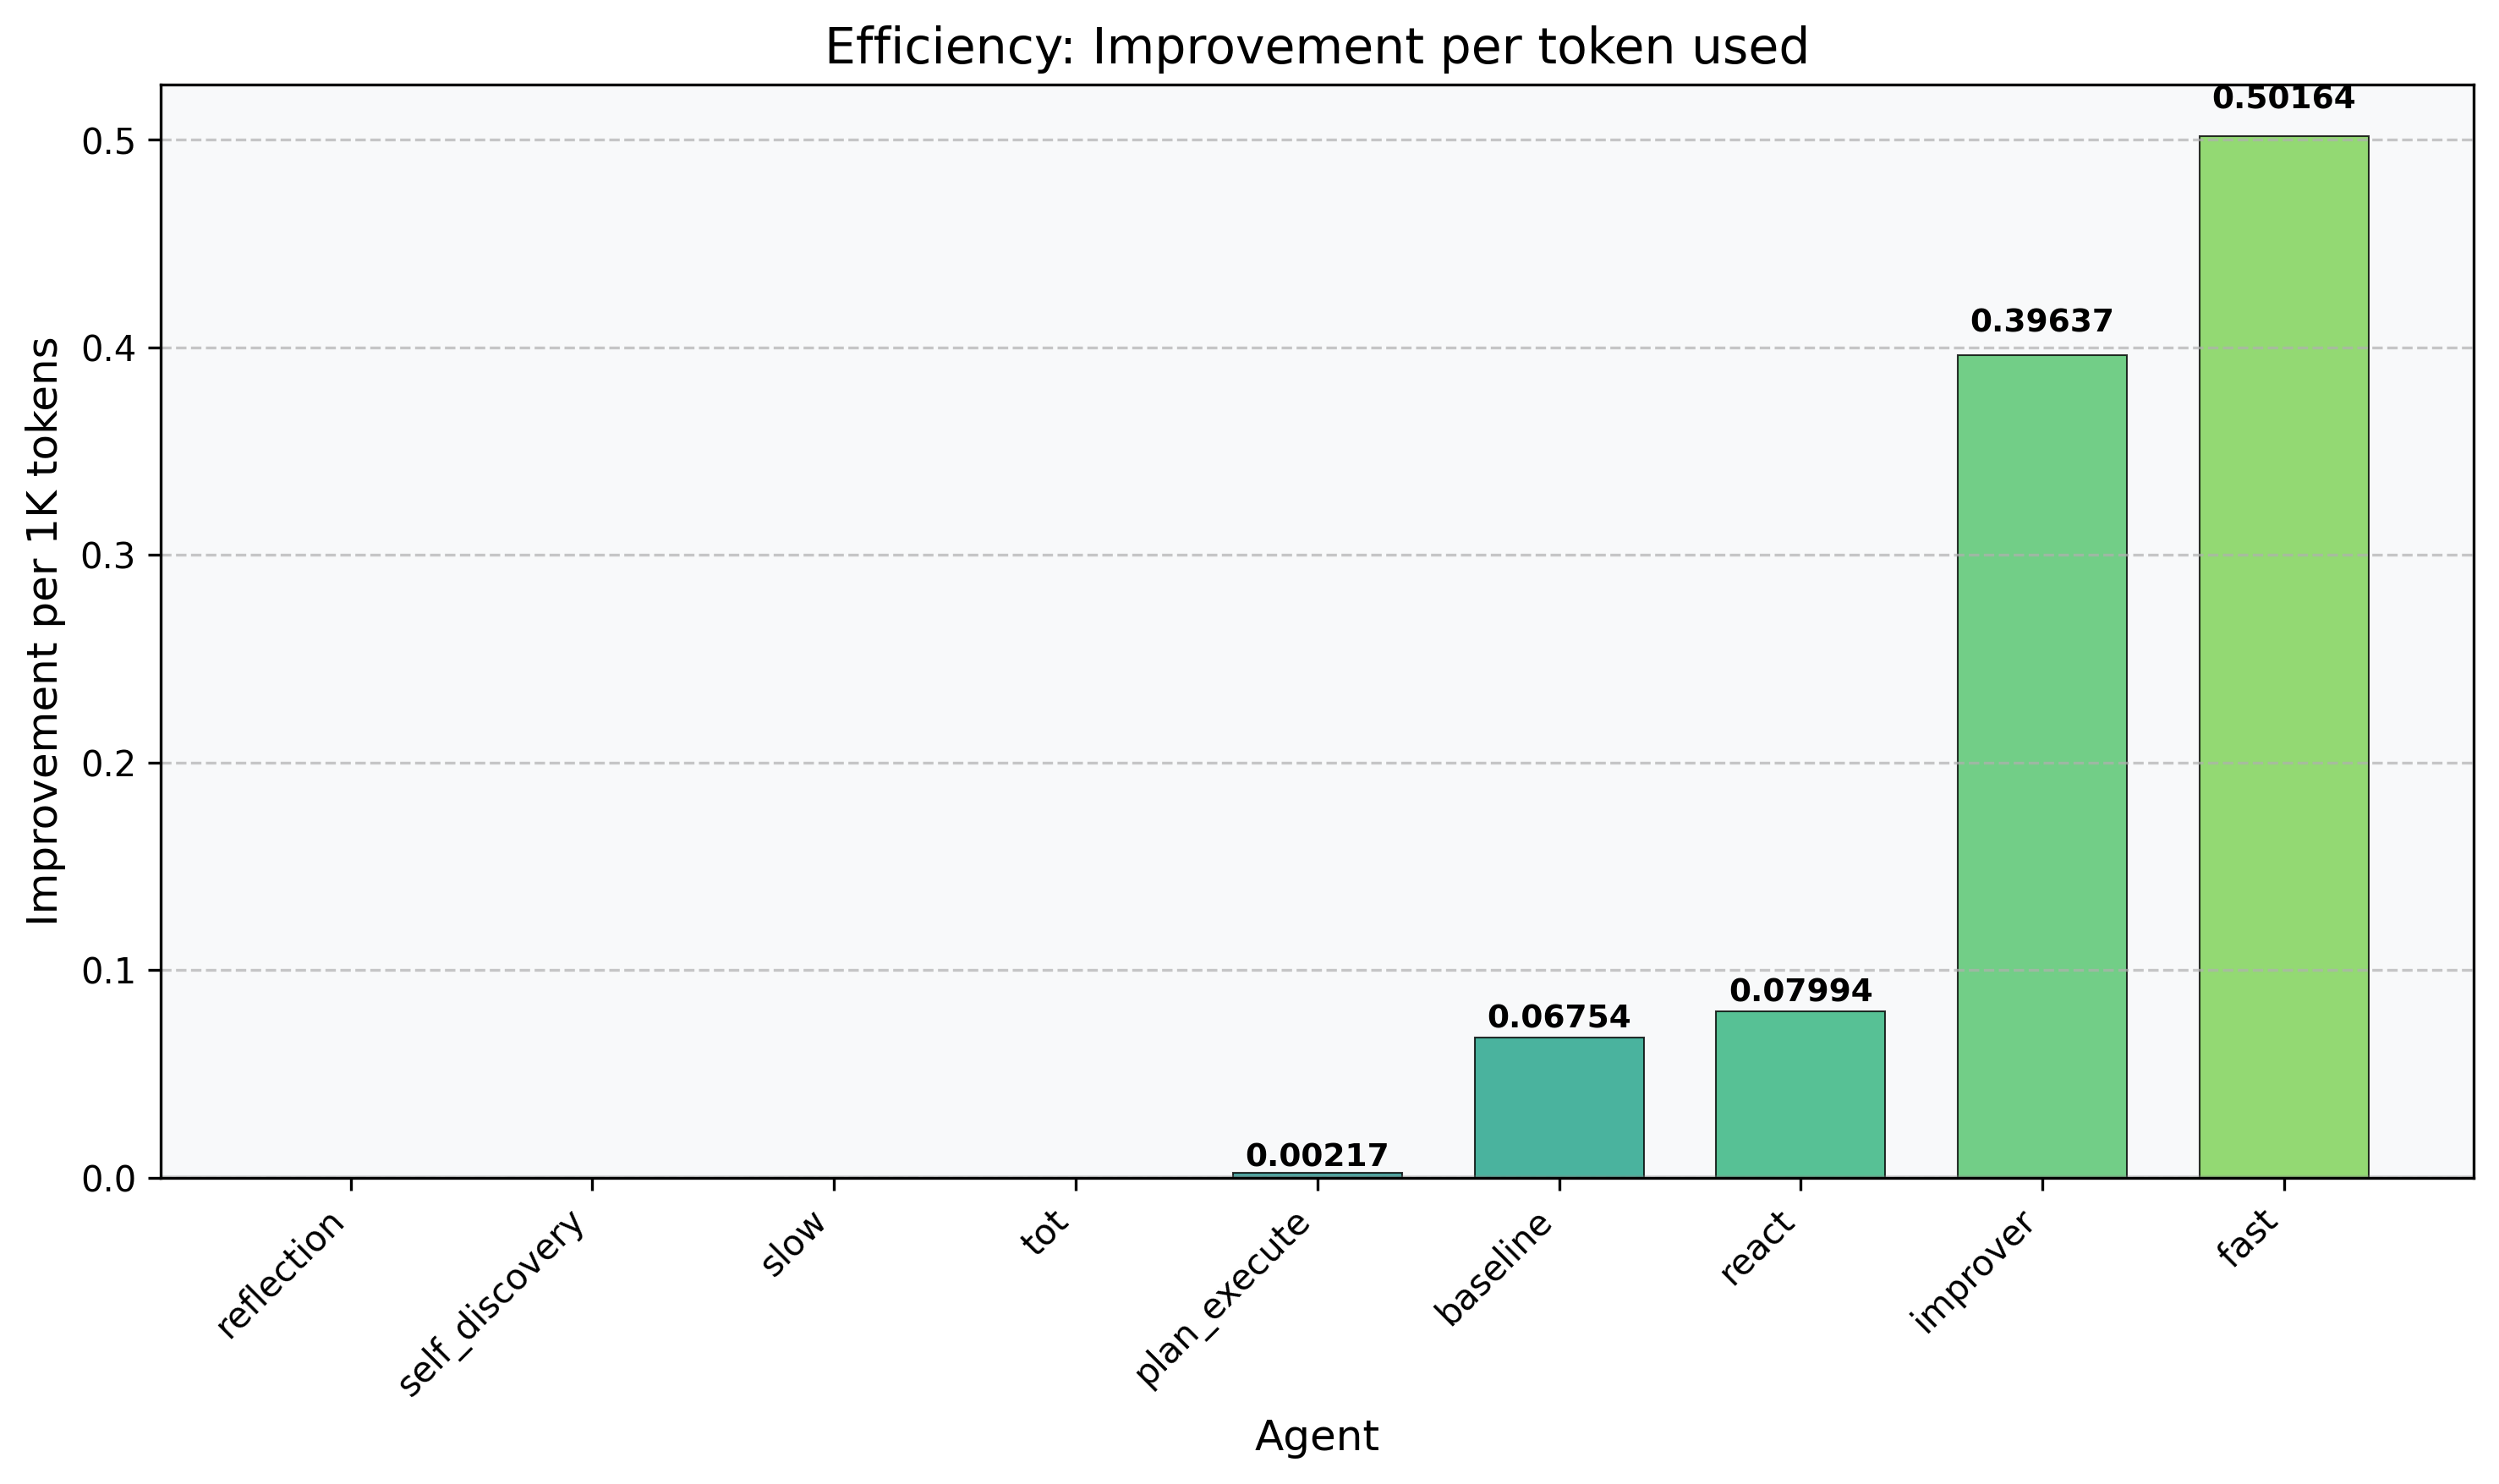 Efficiency: Improvement per token used
Improvement per 1K tokens
0.5
0.4
0.3
0.2
0.1
0.0
0.00217
0.06754
0.07994
0.39637
0.50164
reflection
self_discovery
slow
tot
plan_execute
baseline
react
improver
fast
Agent